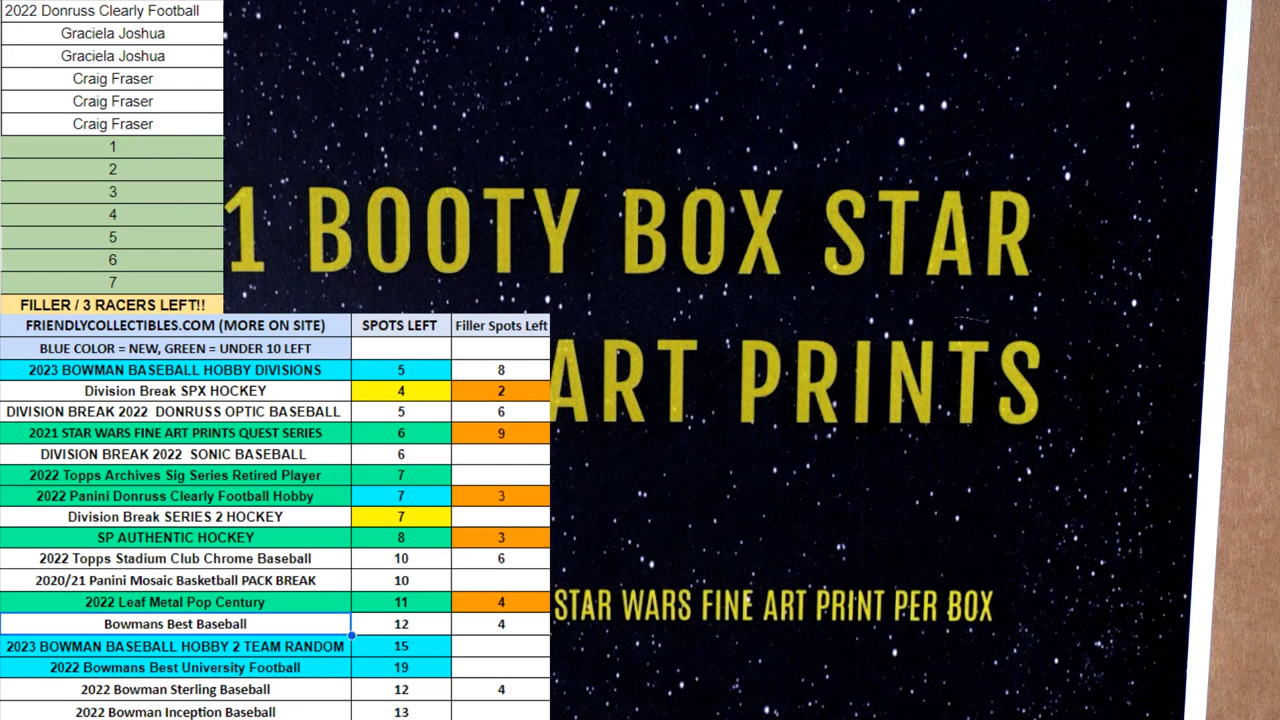 2022 Donruss Clearly Football
Graciela Joshua
Graciela Joshua
Craig Fraser
Craig Fraser
Craig Fraser
1
2
3
4
5
6
7
FILLER / 3 RACERS LEFT!!
FRIENDLYCOLLECTIBLES.COM (MORE ON SITE) SPOTS LEFT Filler Spots Left
BLUE COLOR = NEW, GREEN = UNDER 10 LEFT
2023 BOWMAN BASEBALL HOBBY DIVISIONS 5 8
Division Break SPX HOCKEY 4 2
DIVISION BREAK 2022 DONRUSS OPTIC BASEBALL 5 6
2021 STAR WARS FINE ART PRINTS QUEST SERIES 6 9
DIVISION BREAK 2022 SONIC BASEBALL 6
2022 Topps Archives Sig Series Retired Player 7
2022 Panini Donruss Clearly Football Hobby 7 3
Division Break SERIES 2 HOCKEY 7
SP AUTHENTIC HOCKEY 8 3
2022 Topps Stadium Club Chrome Baseball 10 6
2020/21 Panini Mosaic Basketball PACK BREAK 10
2022 Leaf Metal Pop Century 11 4
Bowmans Best Baseball 12 4
2023 BOWMAN BASEBALL HOBBY 2 TEAM RANDOM 15
2022 Bowmans Best University Football 19
2022 Bowman Sterling Baseball 12 4
2022 Bowman Inception Baseball 13
1 BOOTY BOX STAR
ART PRINTS
STAR WARS FINE ART PRINT PER BOX